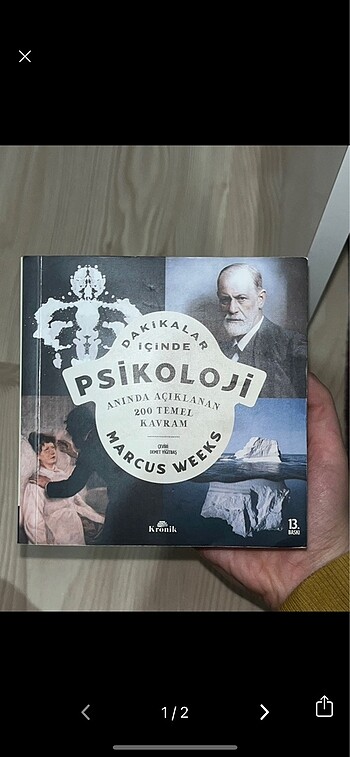 DAKİKALAR
İÇİNDE
PSİKOLOJİ
ANINDA AÇIKLANAN
200 TEMEL
KAVRAM
ÇEVİRİ
DEMET YİĞİTBAŞ
MARCUS WEEKS
Kronik
13.
BASKI
1/2